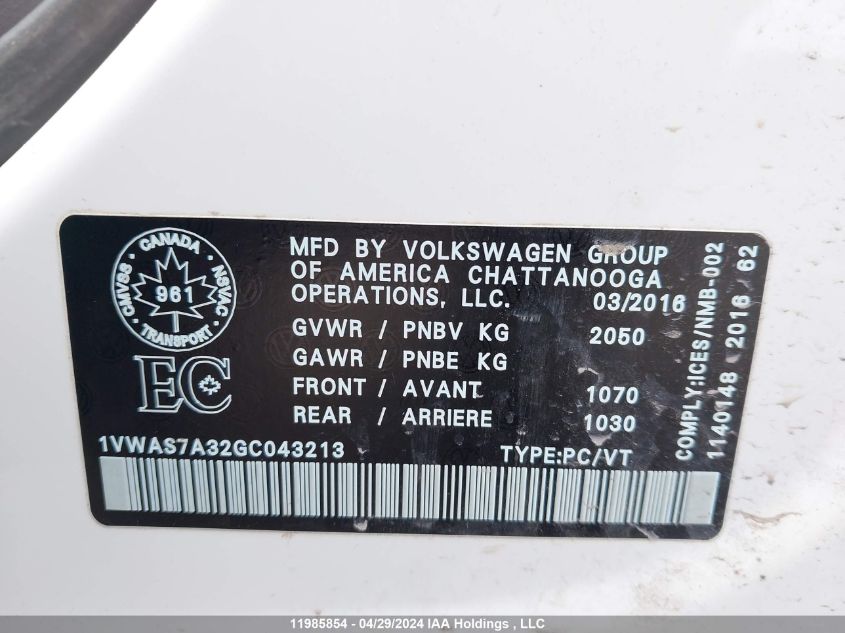 CANADA
CMVSS
NSVAC
961
TRANSPORT
EC
MFD BY VOLKSWAGEN GROUP
OF AMERICA CHATTANOOGA
OPERATIONS, LLC. 03/2016
GVWR / PNBV KG 2050
GAWR / PNBE KG
FRONT / AVANT 1070
REAR / ARRIERE 1030
1VWAS7A32GC043213 TYPE:PC/VT
COMPLY:ICES/NMB-002
1140148 2016 62
11985854 - 04/29/2024 IAA Holdings , LLC